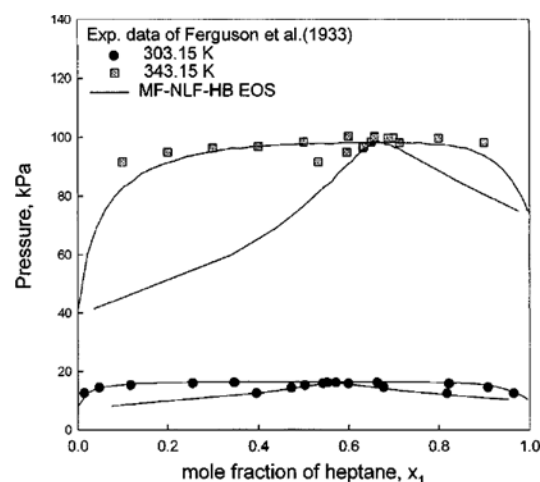 Exp. data of Ferguson et al.(1933)
303.15 K
343.15 K
MF-NLF-HB EOS
140
120
100
80
60
40
20
0
Pressure, kPa
0.0 0.2 0.4 0.6 0.8 1.0
mole fraction of heptane, x₁